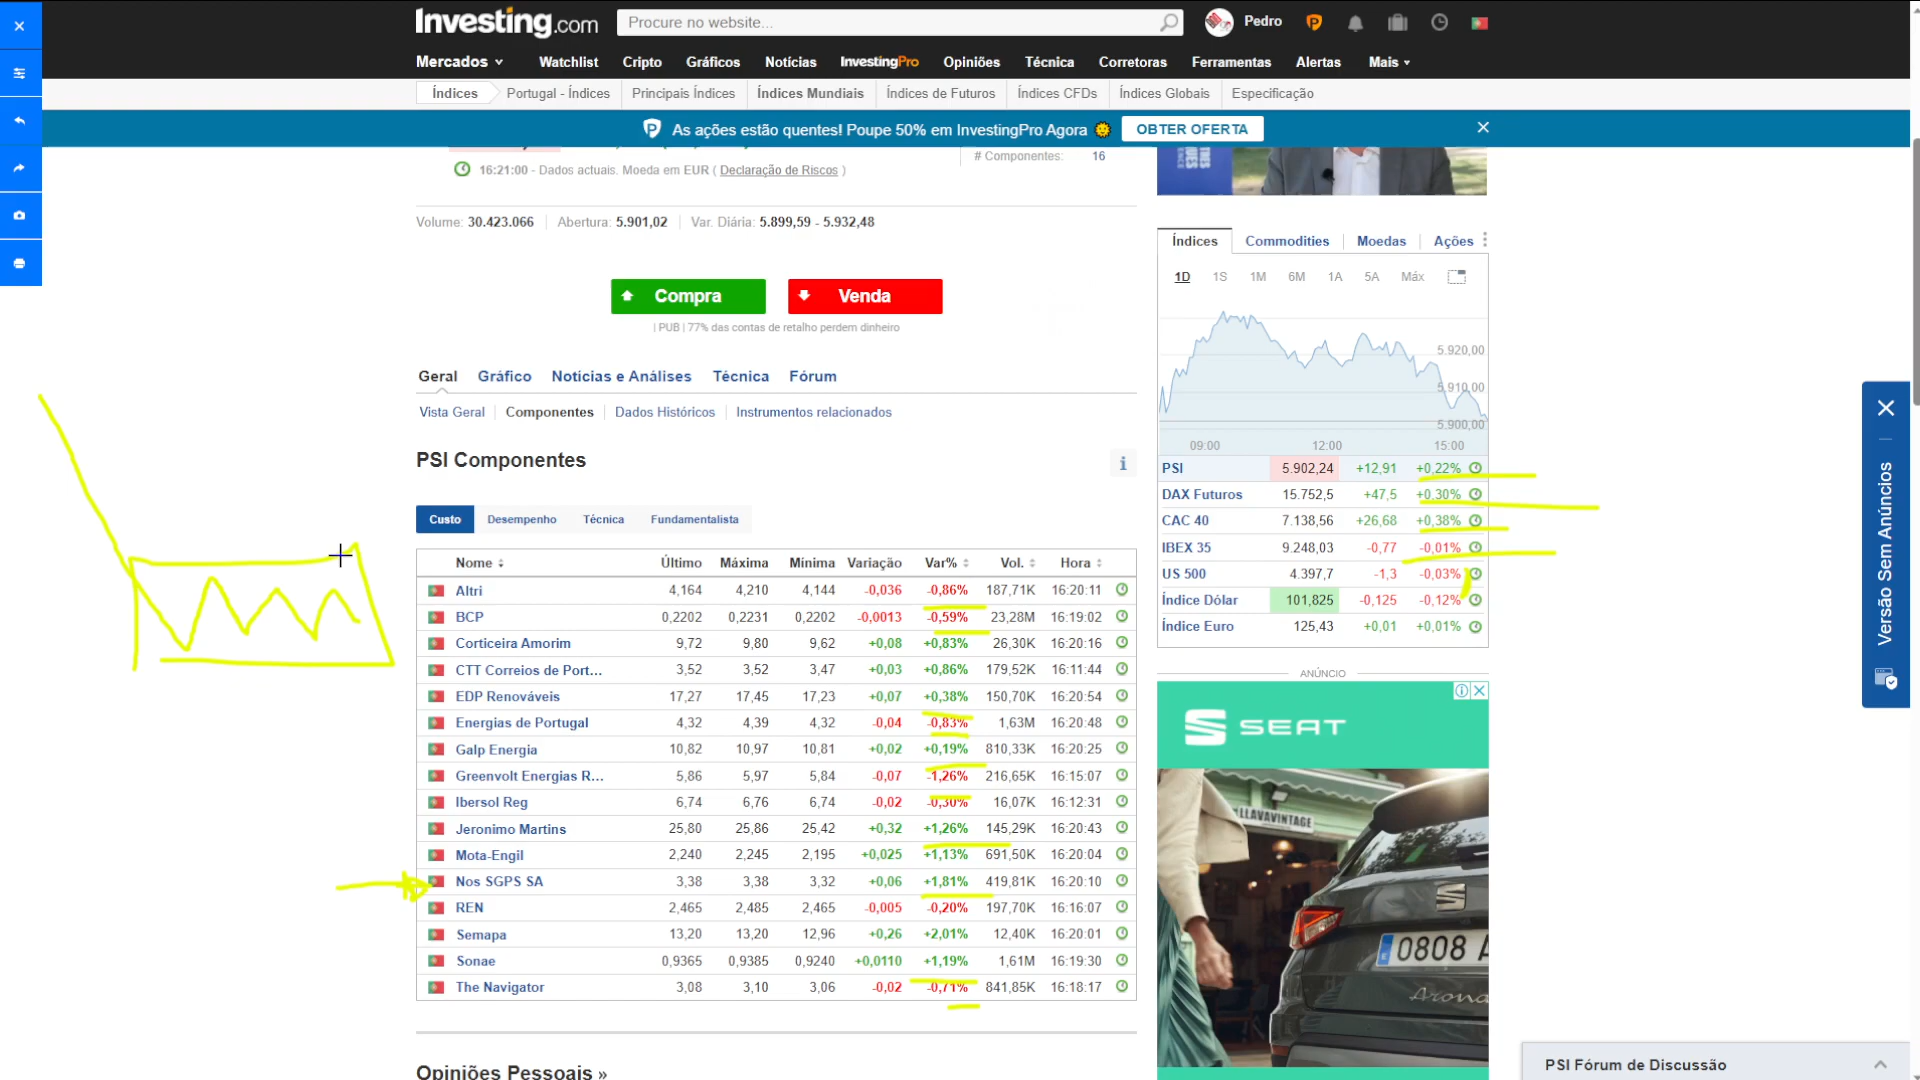 Investing.com
Procure no website...
Pedro
Mercados
Watchlist
Cripto
Gráficos
Notícias
InvestingPro
Opiniões
Técnica
Corretoras
Ferramentas
Alertas
Mais
Índices
Portugal - Índices
Principais Índices
Índices Mundiais
Índices de Futuros
Índices CFDs
Índices Globais
Especificação
As ações estão quentes! Poupe 50% em InvestingPro Agora
OBTER OFERTA
16:21:00 - Dados actuais. Moeda em EUR ( Declaração de Riscos )
# Componentes: 16
Volume: 30.423.066
Abertura: 5.901,02
Var. Diária: 5.899,59 - 5.932,48
Compra
Venda
| PUB | 77% das contas de retalho perdem dinheiro
Geral
Gráfico
Notícias e Análises
Técnica
Fórum
Vista Geral
Componentes
Dados Históricos
Instrumentos relacionados
PSI Componentes
Custo
Desempenho
Técnica
Fundamentalista
Nome Último Máxima Mínima Variação Var% Vol. Hora
Altri 4,164 4,210 4,144 -0,036 -0,86% 187,71K 16:20:11
BCP 0,2202 0,2231 0,2202 -0,0013 -0,59% 23,28M 16:19:02
Corticeira Amorim 9,72 9,80 9,62 +0,08 +0,83% 26,30K 16:20:16
CTT Correios de Port... 3,52 3,52 3,47 +0,03 +0,86% 179,52K 16:11:44
EDP Renováveis 17,27 17,45 17,23 +0,07 +0,38% 150,70K 16:20:54
Energias de Portugal 4,32 4,39 4,32 -0,04 -0,83% 1,63M 16:20:48
Galp Energia 10,82 10,97 10,81 +0,02 +0,19% 810,33K 16:20:25
Greenvolt Energias R... 5,86 5,97 5,84 -0,07 -1,26% 216,65K 16:15:07
Ibersol Reg 6,74 6,76 6,74 -0,02 -0,30% 16,07K 16:12:31
Jeronimo Martins 25,80 25,86 25,42 +0,32 +1,26% 145,29K 16:20:43
Mota-Engil 2,240 2,245 2,195 +0,025 +1,13% 691,50K 16:20:04
Nos SGPS SA 3,38 3,38 3,32 +0,06 +1,81% 419,81K 16:20:10
REN 2,465 2,485 2,465 -0,005 -0,20% 197,70K 16:16:07
Semapa 13,20 13,20 12,96 +0,26 +2,01% 12,40K 16:20:01
Sonae 0,9365 0,9385 0,9240 +0,0110 +1,19% 1,61M 16:19:30
The Navigator 3,08 3,10 3,06 -0,02 -0,71% 841,85K 16:18:17
Opiniões Pessoais »
Índices
Commodities
Moedas
Ações
1D 1S 1M 6M 1A 5A Máx
5.920,00
5.910,00
5.900,00
09:00 12:00 15:00
PSI 5.902,24 +12,91 +0,22%
DAX Futuros 15.752,5 +47,5 +0,30%
CAC 40 7.138,56 +26,68 +0,38%
IBEX 35 9.248,03 -0,77 -0,01%
US 500 4.397,7 -1,3 -0,03%
Índice Dólar 101,825 -0,125 -0,12%
Índice Euro 125,43 +0,01 +0,01%
ANÚNCIO
SEAT
0808
Arona
Versão Sem Anúncios
PSI Fórum de Discussão